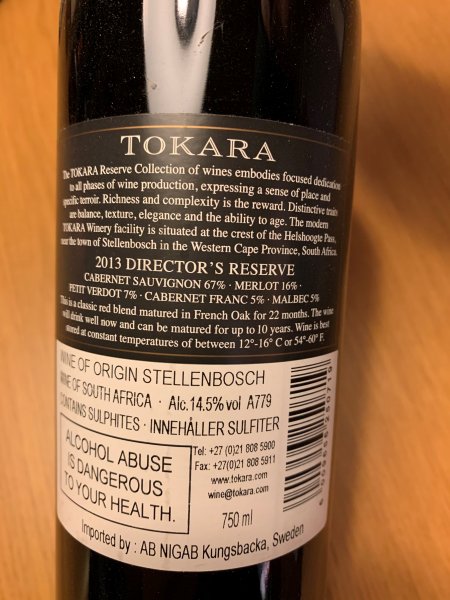 TOKARA
The TOKARA Reserve Collection of wines embodies focused dedication
to all phases of wine production, expressing a sense of place and
specific terroir. Richness and complexity is the reward. Distinctive traits
are balance, texture, elegance and the ability to age. The modern
TOKARA Winery facility is situated at the crest of the Helshoogte Pass,
near the town of Stellenbosch in the Western Cape Province, South Africa.
2013 DIRECTOR'S RESERVE
CABERNET SAUVIGNON 67% · MERLOT 16% ·
PETIT VERDOT 7% · CABERNET FRANC 5% · MALBEC 5%
This is a classic red blend matured in French Oak for 22 months. The wine
will drink well now and can be matured for up to 10 years. Wine is best
stored at constant temperatures of between 12°-16° C or 54°-60° F.
WINE OF ORIGIN STELLENBOSCH
WINE OF SOUTH AFRICA · Alc.14.5%vol A779
CONTAINS SULPHITES · INNEHÅLLER SULFITER
ALCOHOL ABUSE
IS DANGEROUS
TO YOUR HEALTH.
Tel: +27 (0)21 808 5900
Fax: +27(0)21 808 5911
www.tokara.com
wine@tokara.com
750 ml
Imported by : AB NIGAB Kungsbacka, Sweden